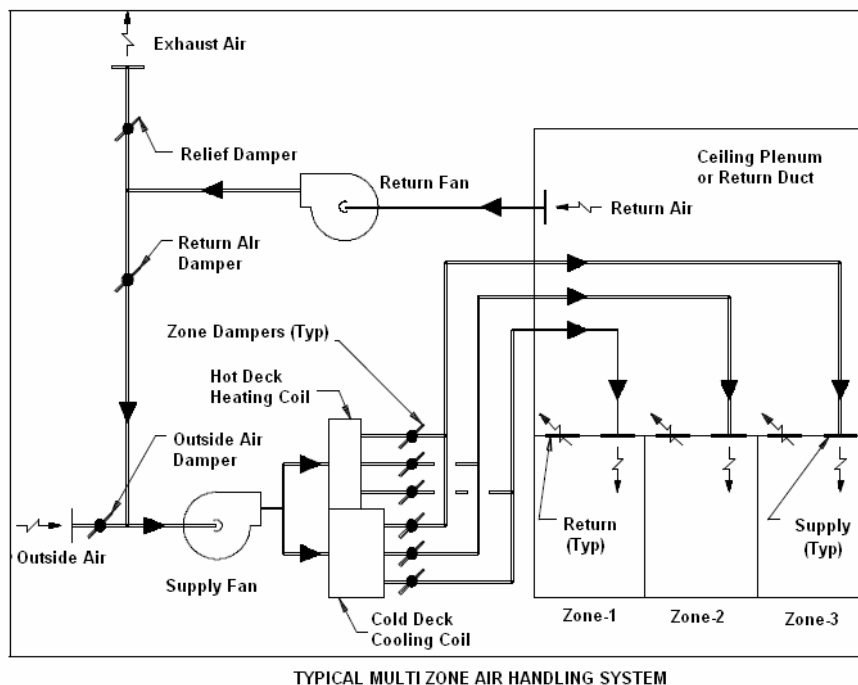 Exhaust Air
Relief Damper
Ceiling Plenum
or Return Duct
Return Fan
Return Air
Return AIr
Damper
Zone Dampers (Typ)
Hot Deck
Heating Coil
Outside Air
Damper
Outside Air
Supply Fan
Cold Deck
Cooling Coil
Return
(Typ)
Supply
(Typ)
Zone-1
Zone-2
Zone-3
TYPICAL MULTI ZONE AIR HANDLING SYSTEM